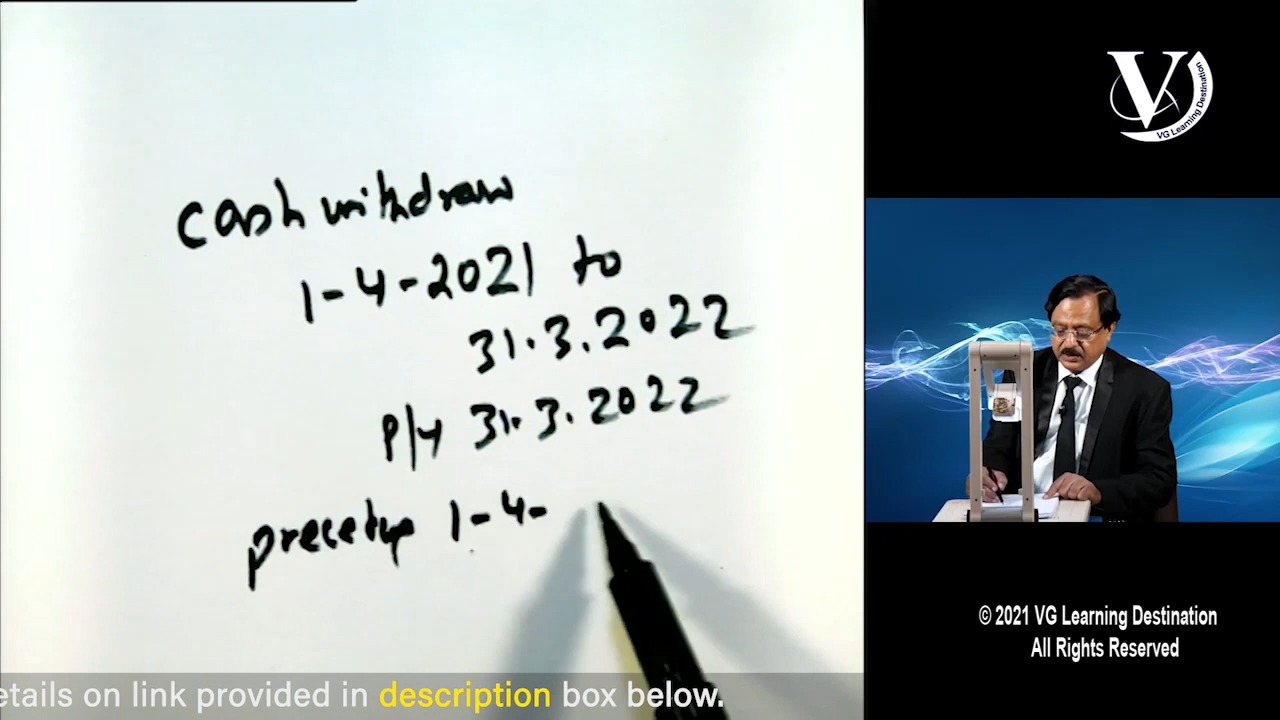 cash withdraw
1-4-2021 to
31.3.2022
P/Y 31.3.2022
1-4-
V
VG Learning Destination
© 2021 VG Learning Destination
All Rights Reserved
etails on link provided in description box below.